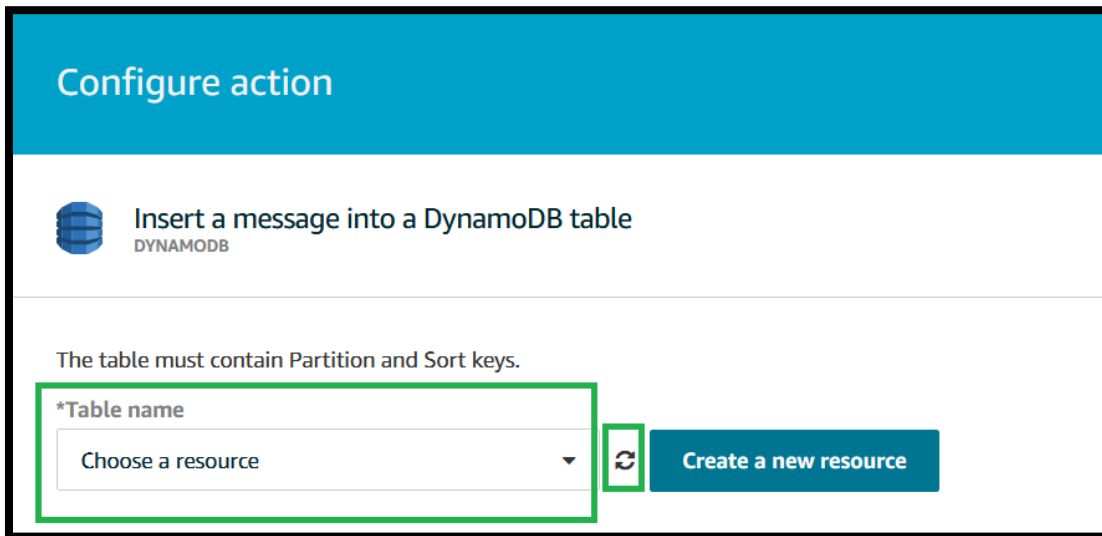 Configure action
Insert a message into a DynamoDB table
DYNAMODB
The table must contain Partition and Sort keys.
*Table name
Choose a resource
Create a new resource